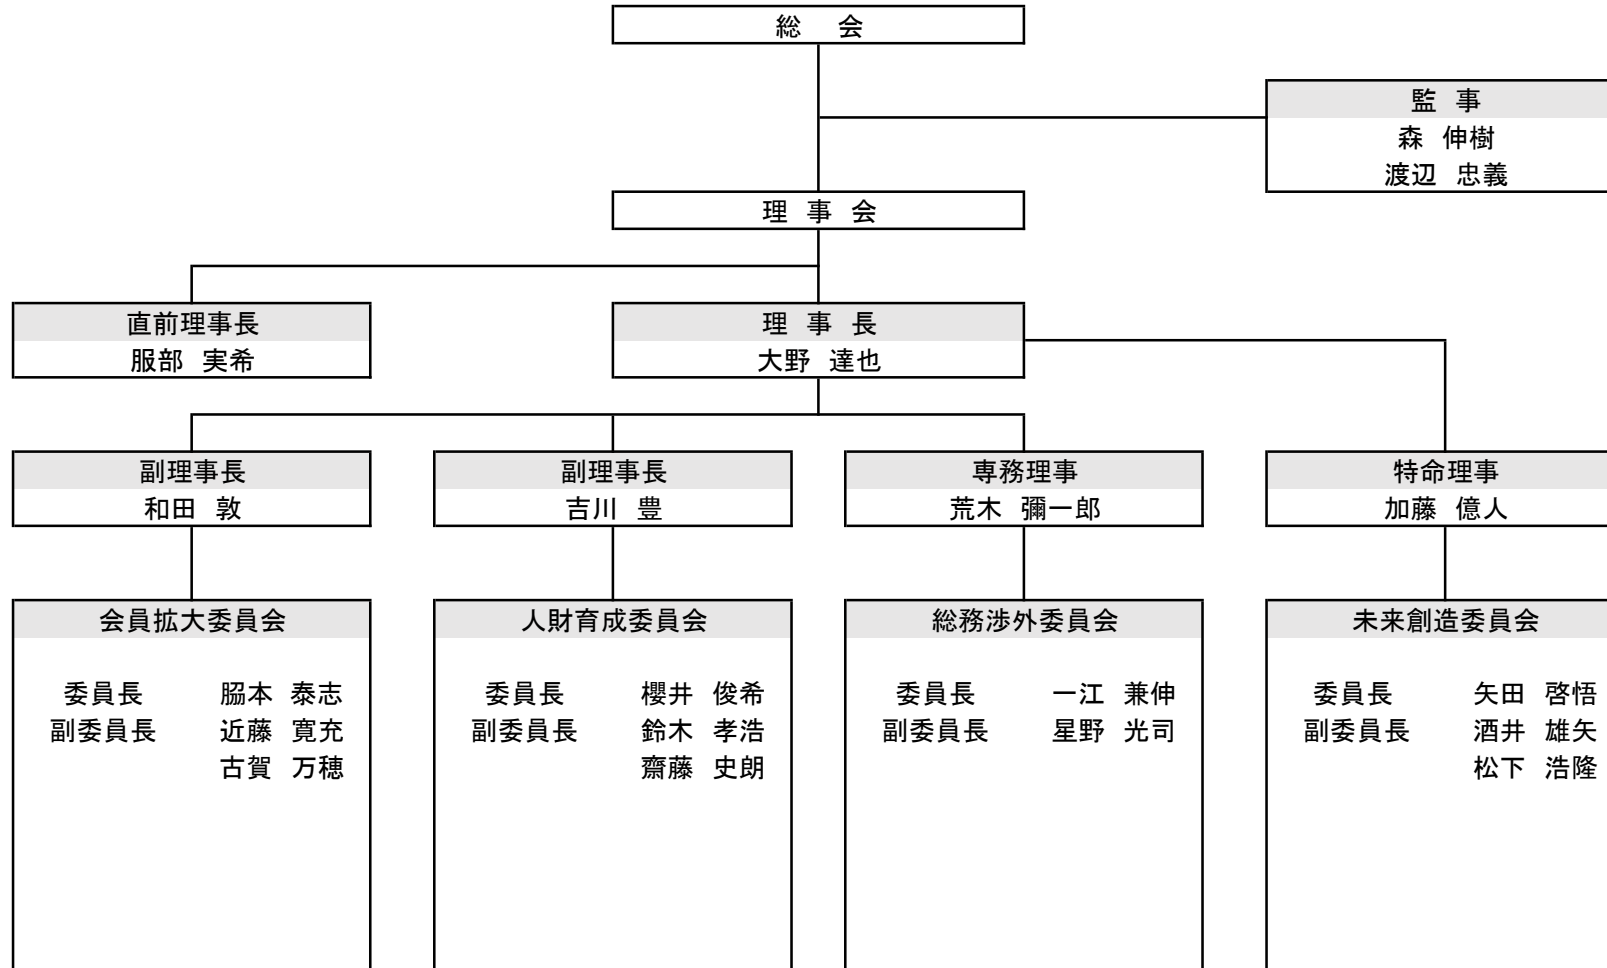 総 会
監 事
森 伸樹
渡辺 忠義
理 事 会
直前理事長
服部 実希
理 事 長
大野 達也
副理事長
和田 敦
副理事長
吉川 豊
専務理事
荒木 彌一郎
特命理事
加藤 億人
会員拡大委員会
委員長 脇本 泰志
副委員長 近藤 寛充
古賀 万穂
人財育成委員会
委員長 櫻井 俊希
副委員長 鈴木 孝浩
齋藤 史朗
総務渉外委員会
委員長 一江 兼伸
副委員長 星野 光司
未来創造委員会
委員長 矢田 啓悟
副委員長 酒井 雄矢
松下 浩隆